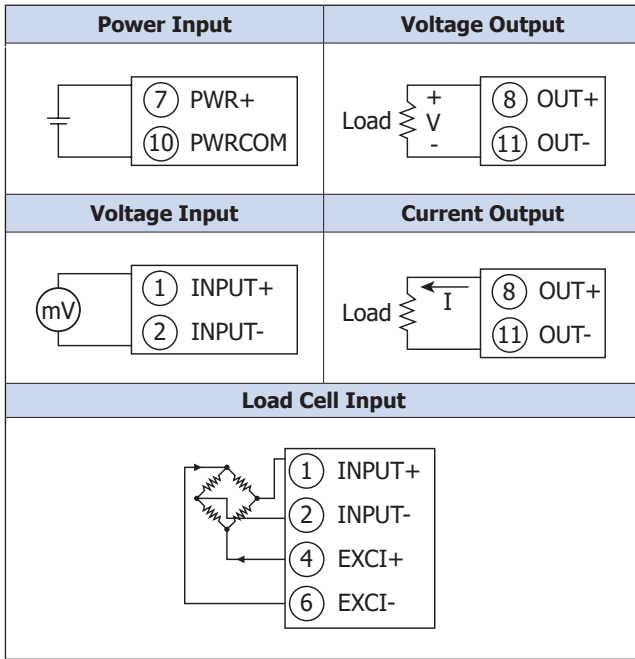 Power Input
Voltage Output
7 PWR+
10 PWRCOM
Load
+
V
-
8 OUT+
11 OUT-
Voltage Input
Current Output
mV
1 INPUT+
2 INPUT-
Load
I
8 OUT+
11 OUT-
Load Cell Input
1 INPUT+
2 INPUT-
4 EXCI+
6 EXCI-